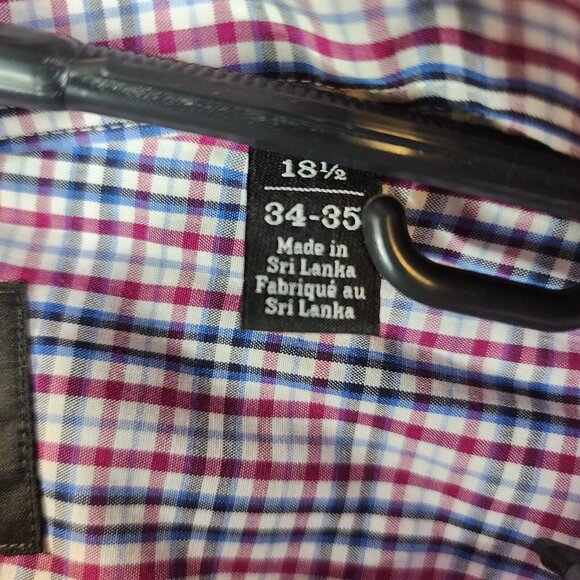 18½
34-35
Made in
Sri Lanka
Fabriqué au
Sri Lanka